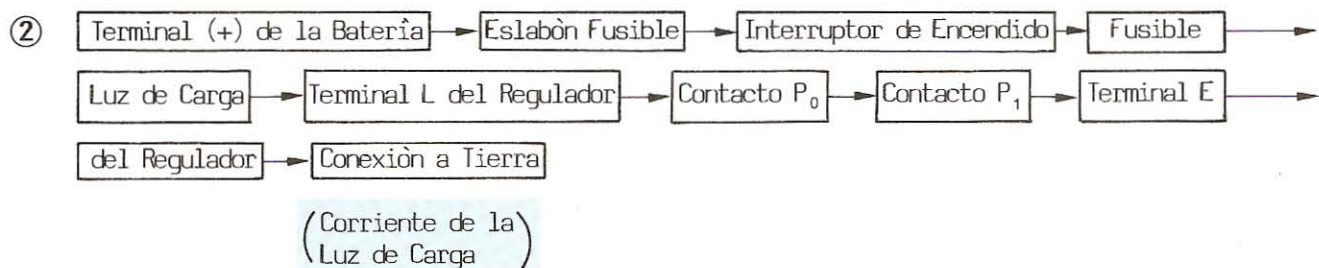 ② Terminal (+) de la Baterìa Eslabòn Fusible Interruptor de Encendido Fusible
Luz de Carga Terminal L del Regulador Contacto P₀ Contacto P₁ Terminal E
del Regulador Conexiòn a Tierra
(Corriente de la
Luz de Carga)